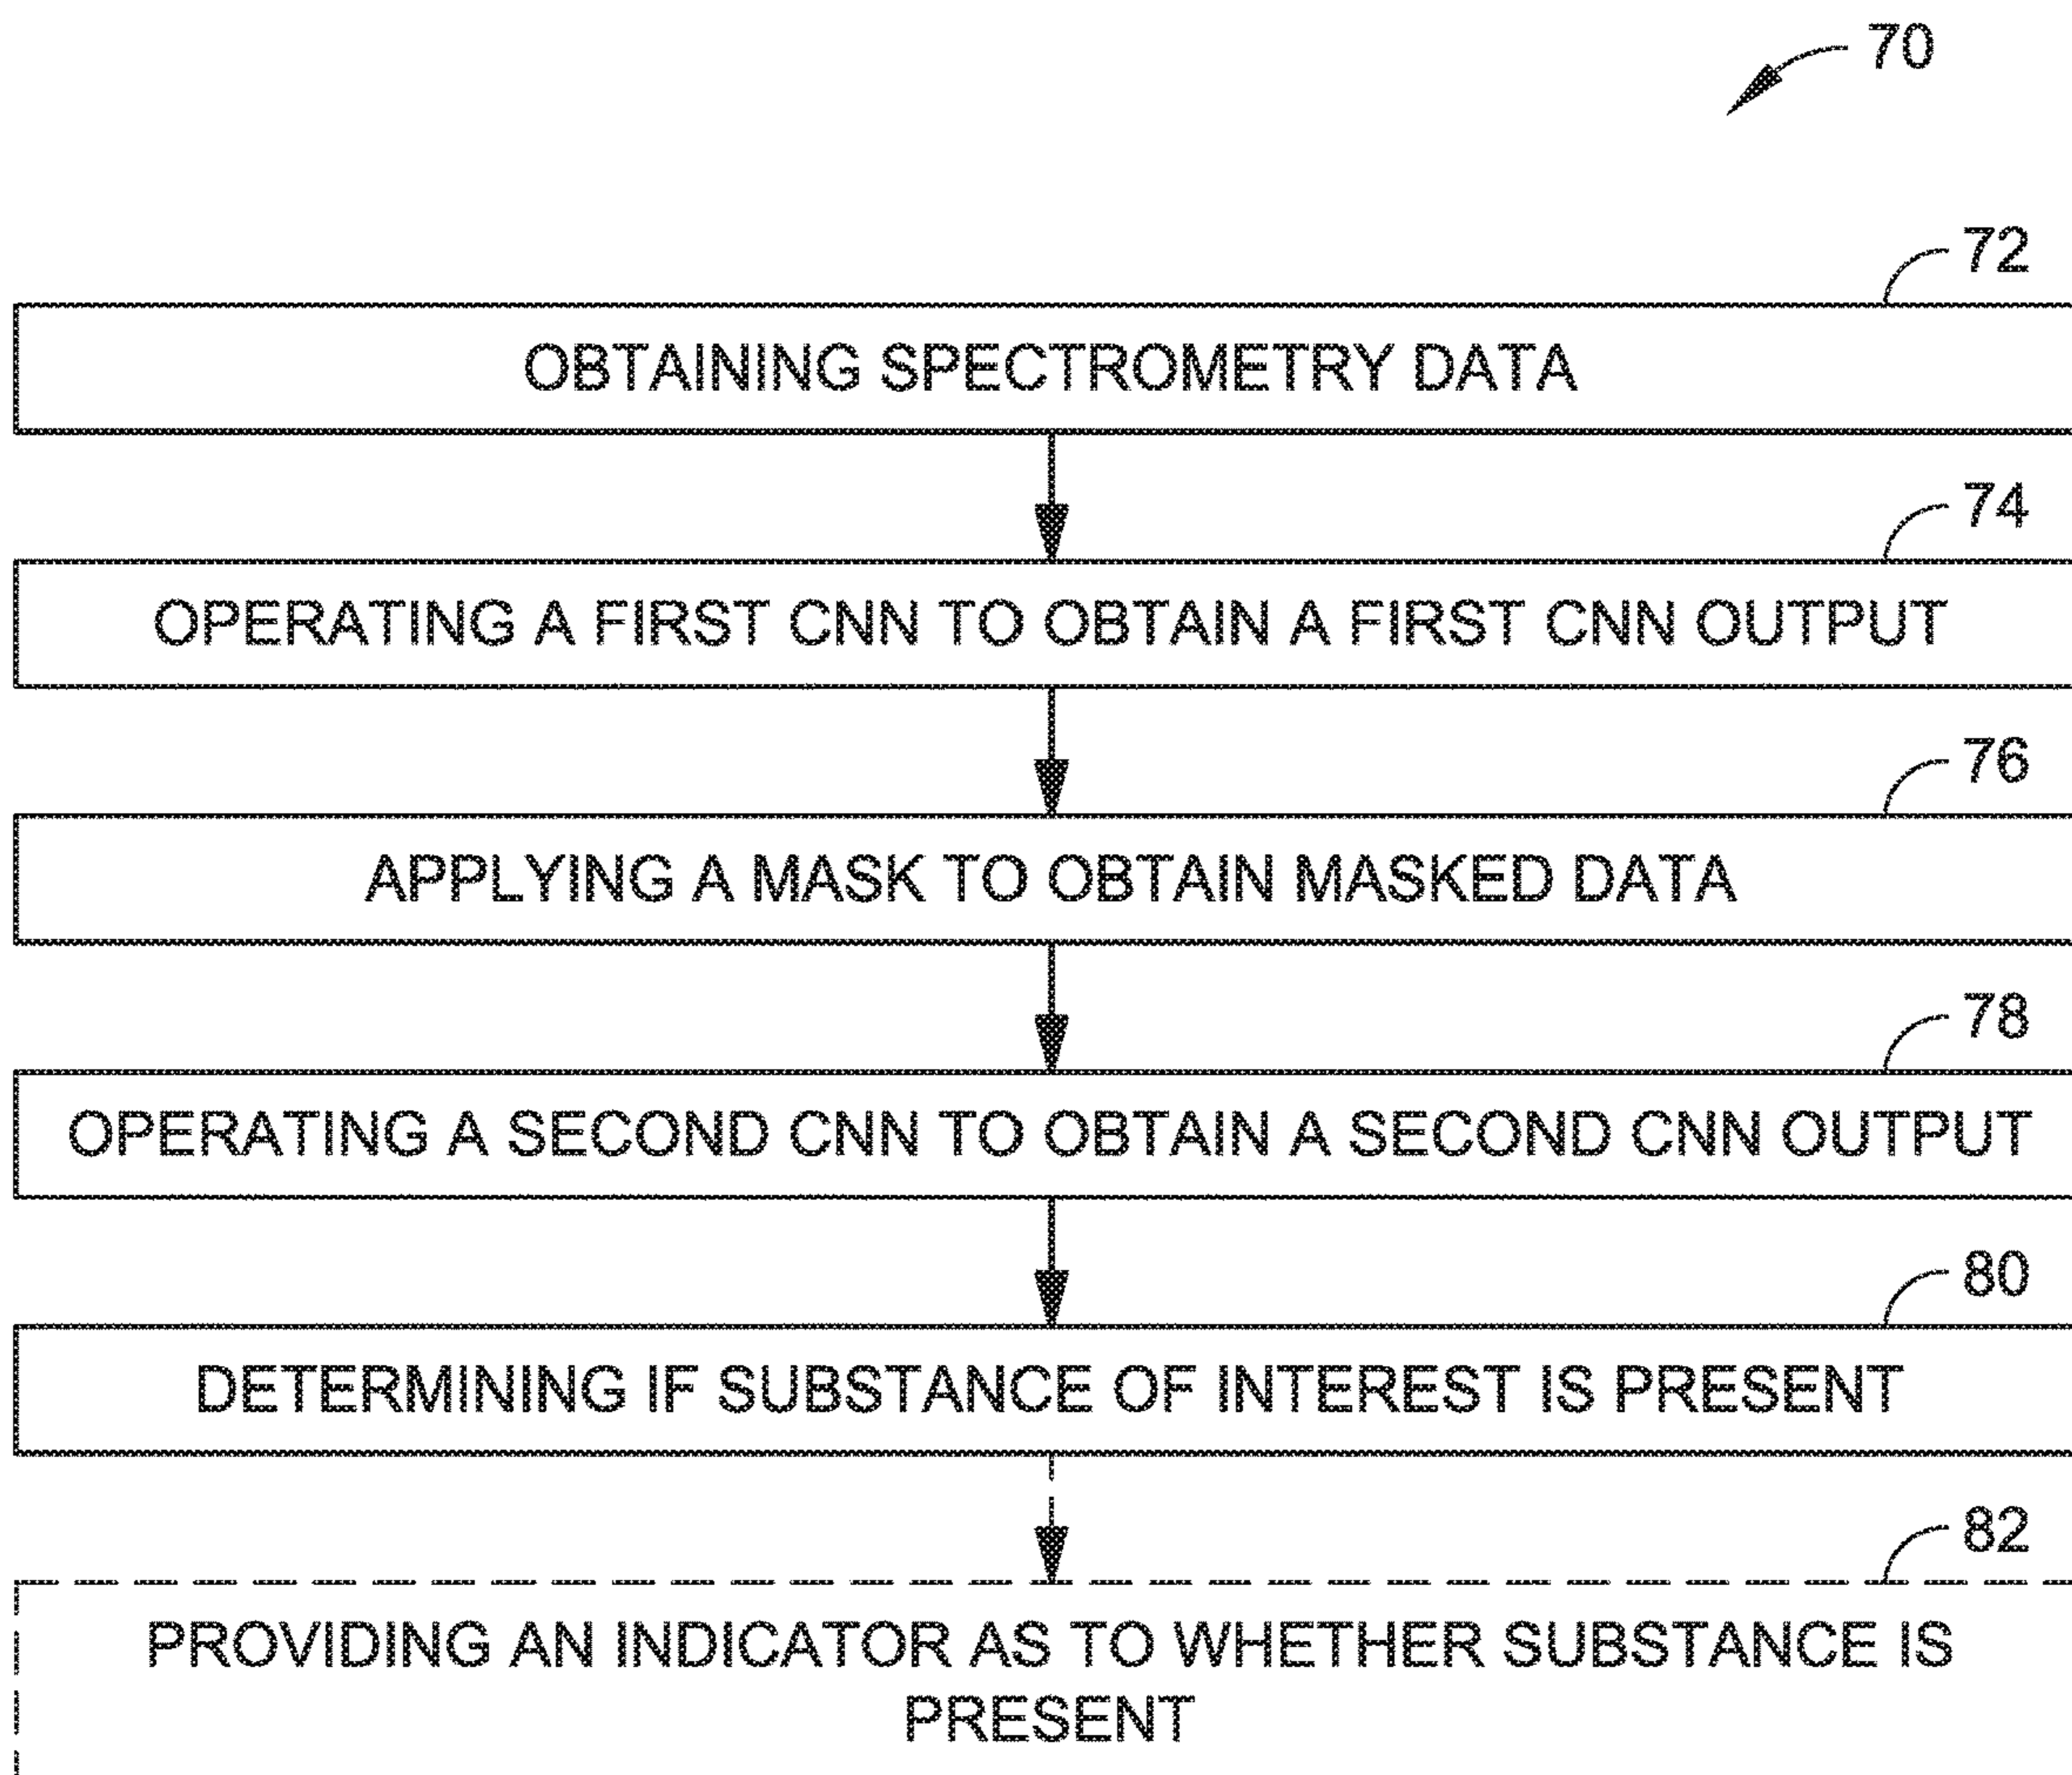 70
72
OBTAINING SPECTROMETRY DATA
74
OPERATING A FIRST CNN TO OBTAIN A FIRST CNN OUTPUT
76
APPLYING A MASK TO OBTAIN MASKED DATA
78
OPERATING A SECOND CNN TO OBTAIN A SECOND CNN OUTPUT
80
DETERMINING IF SUBSTANCE OF INTEREST IS PRESENT
82
PROVIDING AN INDICATOR AS TO WHETHER SUBSTANCE IS
PRESENT